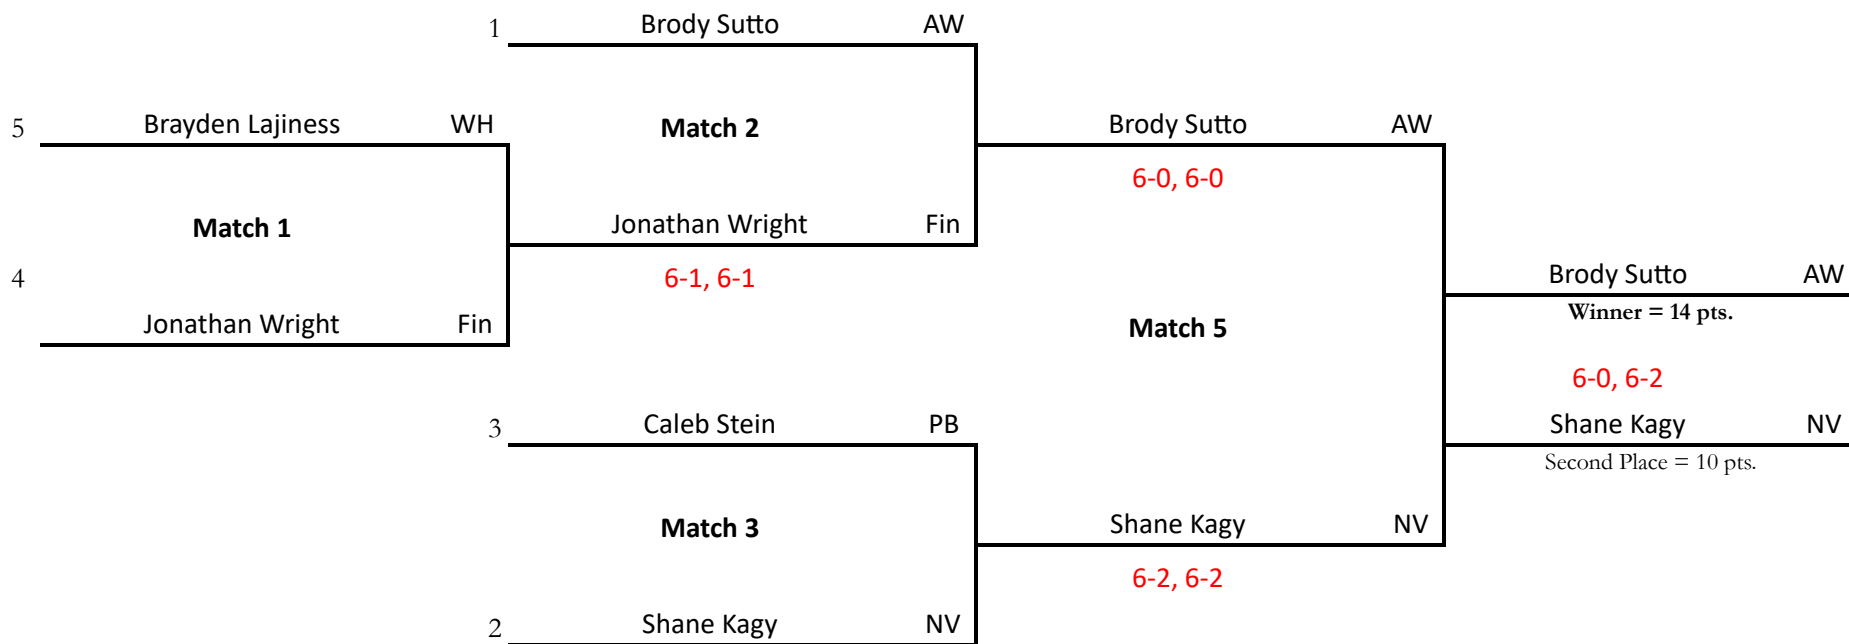 1 Brody Sutto AW
5 Brayden Lajiness WH
Match 2
Brody Sutto AW
6-0, 6-0
Match 1
Jonathan Wright Fin
6-1, 6-1
4
Jonathan Wright Fin
Brody Sutto AW
Winner = 14 pts.
Match 5
6-0, 6-2
3 Caleb Stein PB
Shane Kagy NV
Second Place = 10 pts.
Match 3
Shane Kagy NV
6-2, 6-2
2 Shane Kagy NV